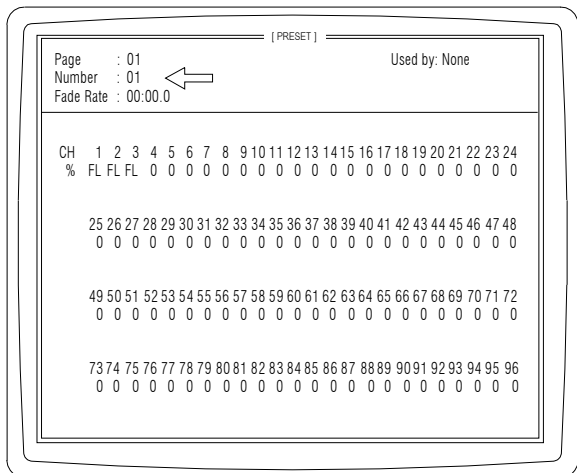 [ PRESET ]
Page : 01 Used by: None
Number : 01
Fade Rate : 00:00.0
CH 1 2 3 4 5 6 7 8 9 10 11 12 13 14 15 16 17 18 19 20 21 22 23 24
% FL FL FL 0 0 0 0 0 0 0 0 0 0 0 0 0 0 0 0 0 0 0 0 0
25 26 27 28 29 30 31 32 33 34 35 36 37 38 39 40 41 42 43 44 45 46 47 48
0 0 0 0 0 0 0 0 0 0 0 0 0 0 0 0 0 0 0 0 0 0 0 0
49 50 51 52 53 54 55 56 57 58 59 60 61 62 63 64 65 66 67 68 69 70 71 72
0 0 0 0 0 0 0 0 0 0 0 0 0 0 0 0 0 0 0 0 0 0 0 0
73 74 75 76 77 78 79 80 81 82 83 84 85 86 87 88 89 90 91 92 93 94 95 96
0 0 0 0 0 0 0 0 0 0 0 0 0 0 0 0 0 0 0 0 0 0 0 0